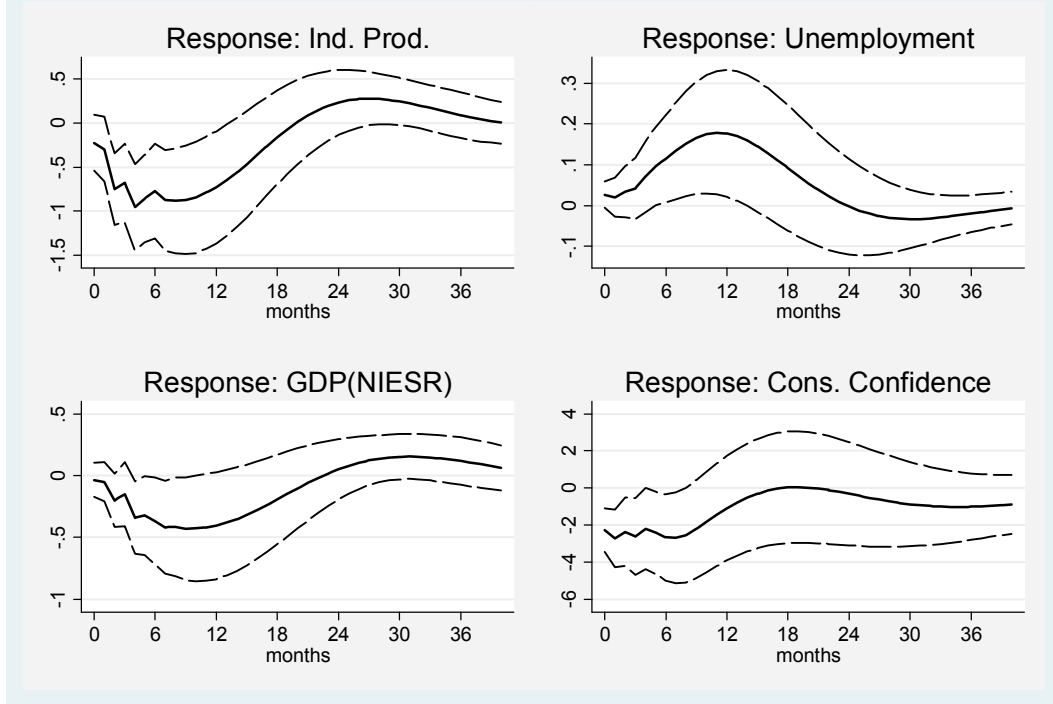 Response: Ind. Prod.
.5
0
-.5
-1
-1.5
0 6 12 18 24 30 36
months
Response: Unemployment
.3
.2
.1
0
-.1
0 6 12 18 24 30 36
months
Response: GDP(NIESR)
.5
0
-.5
-1
0 6 12 18 24 30 36
months
Response: Cons. Confidence
4
2
0
-2
-4
-6
0 6 12 18 24 30 36
months